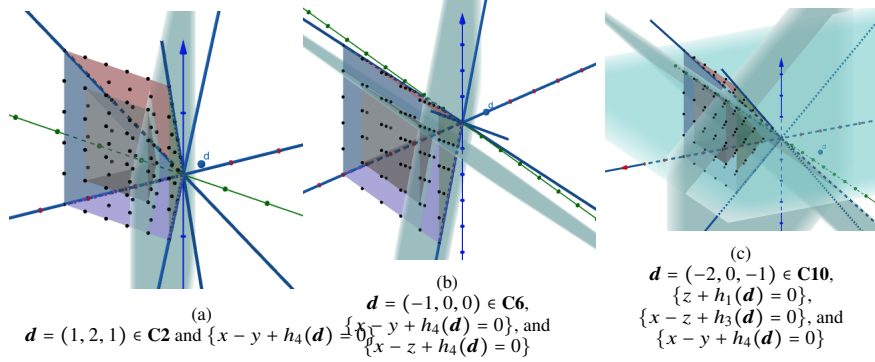 d
d
d
(a)
d = (1, 2, 1) ∈ C2 and {x − y + h₄(d) = 0}
(b)
d = (−1, 0, 0) ∈ C6,
{x − y + h₄(d) = 0}, and
{x − z + h₄(d) = 0}
(c)
d = (−2, 0, −1) ∈ C10,
{z + h₁(d) = 0},
{x − z + h₃(d) = 0}, and
{x − y + h₄(d) = 0}